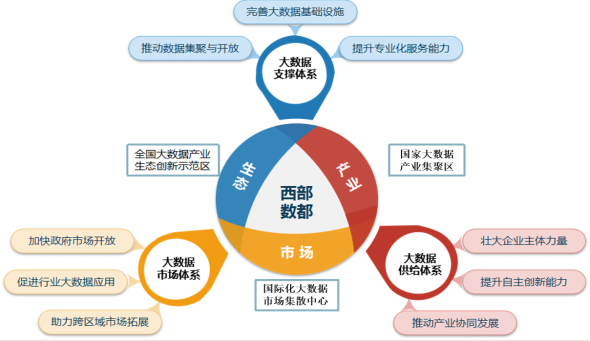 完善大数据基础设施
推动数据集聚与开放
提升专业化服务能力
大数据
支撑体系
全国大数据产业
生态创新示范区
国家大数据
产业集聚区
生态
产业
西部
数都
市场
加快政府市场开放
促进行业大数据应用
助力跨区域市场拓展
大数据
市场体系
国际化大数据
市场集散中心
大数据
供给体系
壮大企业主体力量
提升自主创新能力
推动产业协同发展